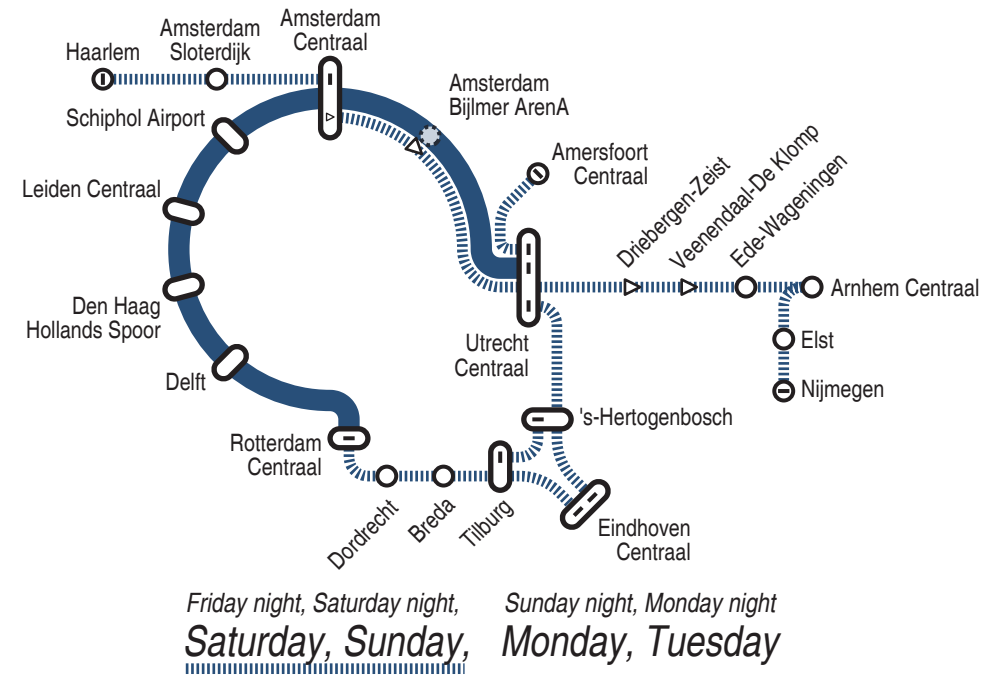 Amsterdam
Centraal
Amsterdam
Sloterdijk
Haarlem
Schiphol Airport
Amsterdam
Bijlmer ArenA
Amersfoort
Centraal
Leiden Centraal
Driebergen-Zeist
Veenendaal-De Klomp
Ede-Wageningen
Arnhem Centraal
Den Haag
Hollands Spoor
Elst
Utrecht
Centraal
Delft
Nijmegen
's-Hertogenbosch
Rotterdam
Centraal
Dordrecht
Breda
Tilburg
Eindhoven
Centraal
Friday night, Saturday night,
Saturday, Sunday,
Sunday night, Monday night
Monday, Tuesday